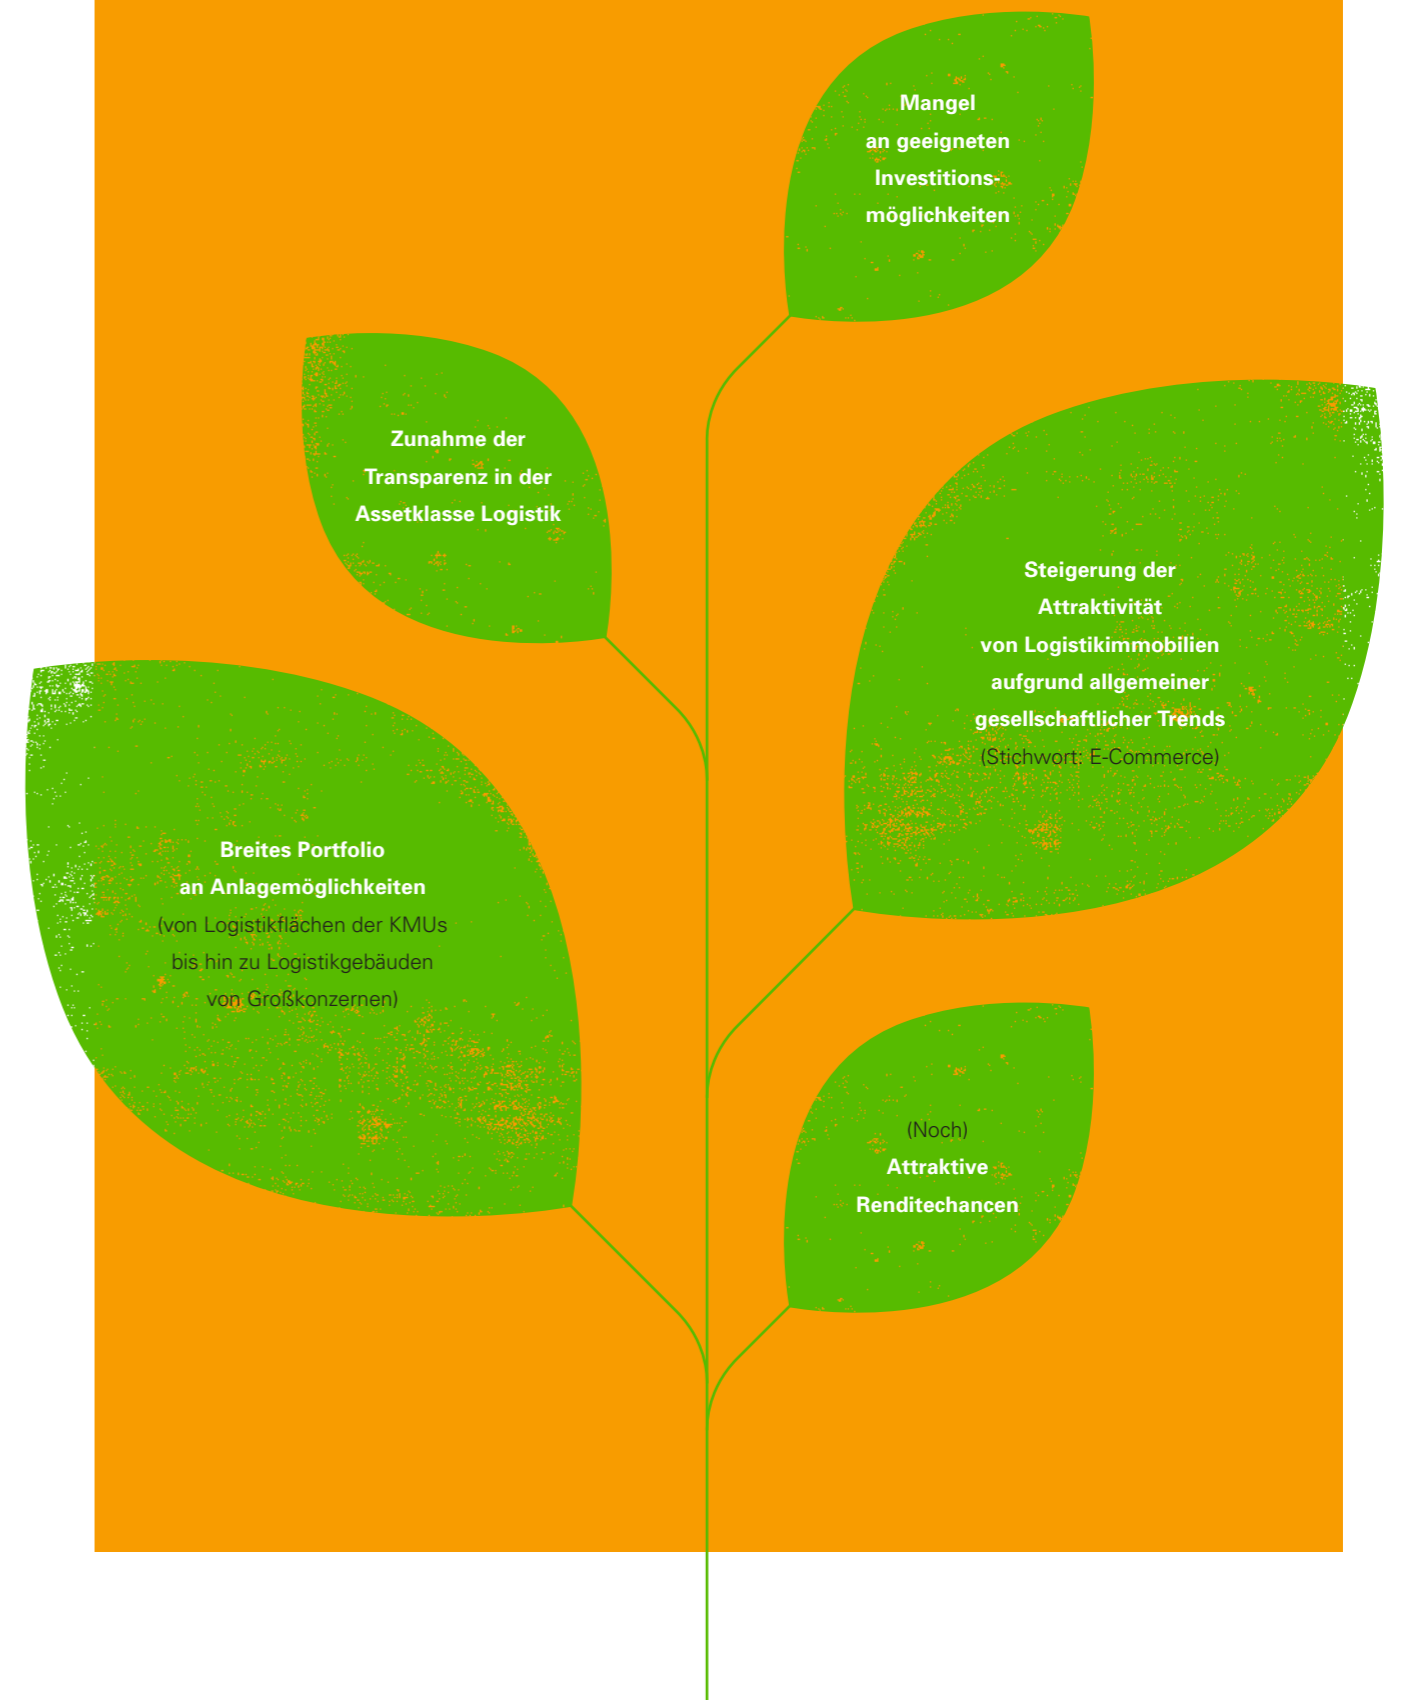 Mangel
an geeigneten
Investitions-
möglichkeiten
Zunahme der
Transparenz in der
Assetklasse Logistik
Steigerung der
Attraktivität
von Logistikimmobilien
aufgrund allgemeiner
gesellschaftlicher Trends
(Stichwort: E-Commerce)
Breites Portfolio
an Anlagemöglichkeiten
(von Logistikflächen der KMUs
bis hin zu Logistikgebäuden
von Großkonzernen)
(Noch)
Attraktive
Renditechancen